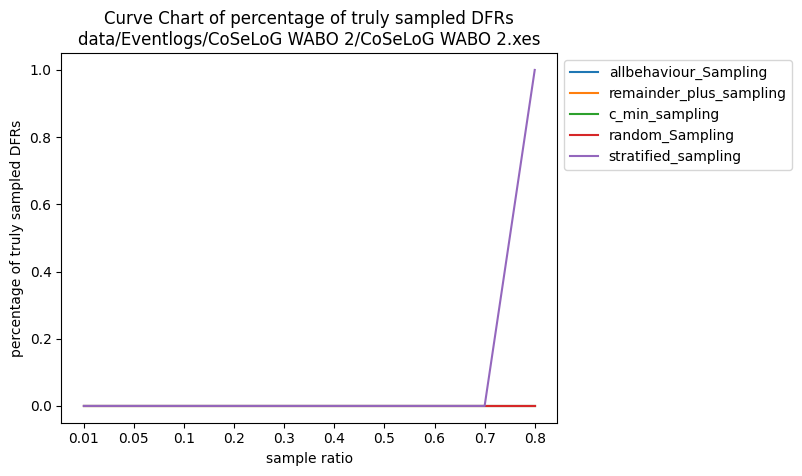 Curve Chart of percentage of truly sampled DFRs
data/Eventlogs/CoSeLoG WABO 2/CoSeLoG WABO 2.xes
percentage of truly sampled DFRs
1.0
0.8
0.6
0.4
0.2
0.0
0.01 0.05 0.1 0.2 0.3 0.4 0.5 0.6 0.7 0.8
sample ratio
allbehaviour_Sampling
remainder_plus_sampling
c_min_sampling
random_Sampling
stratified_sampling